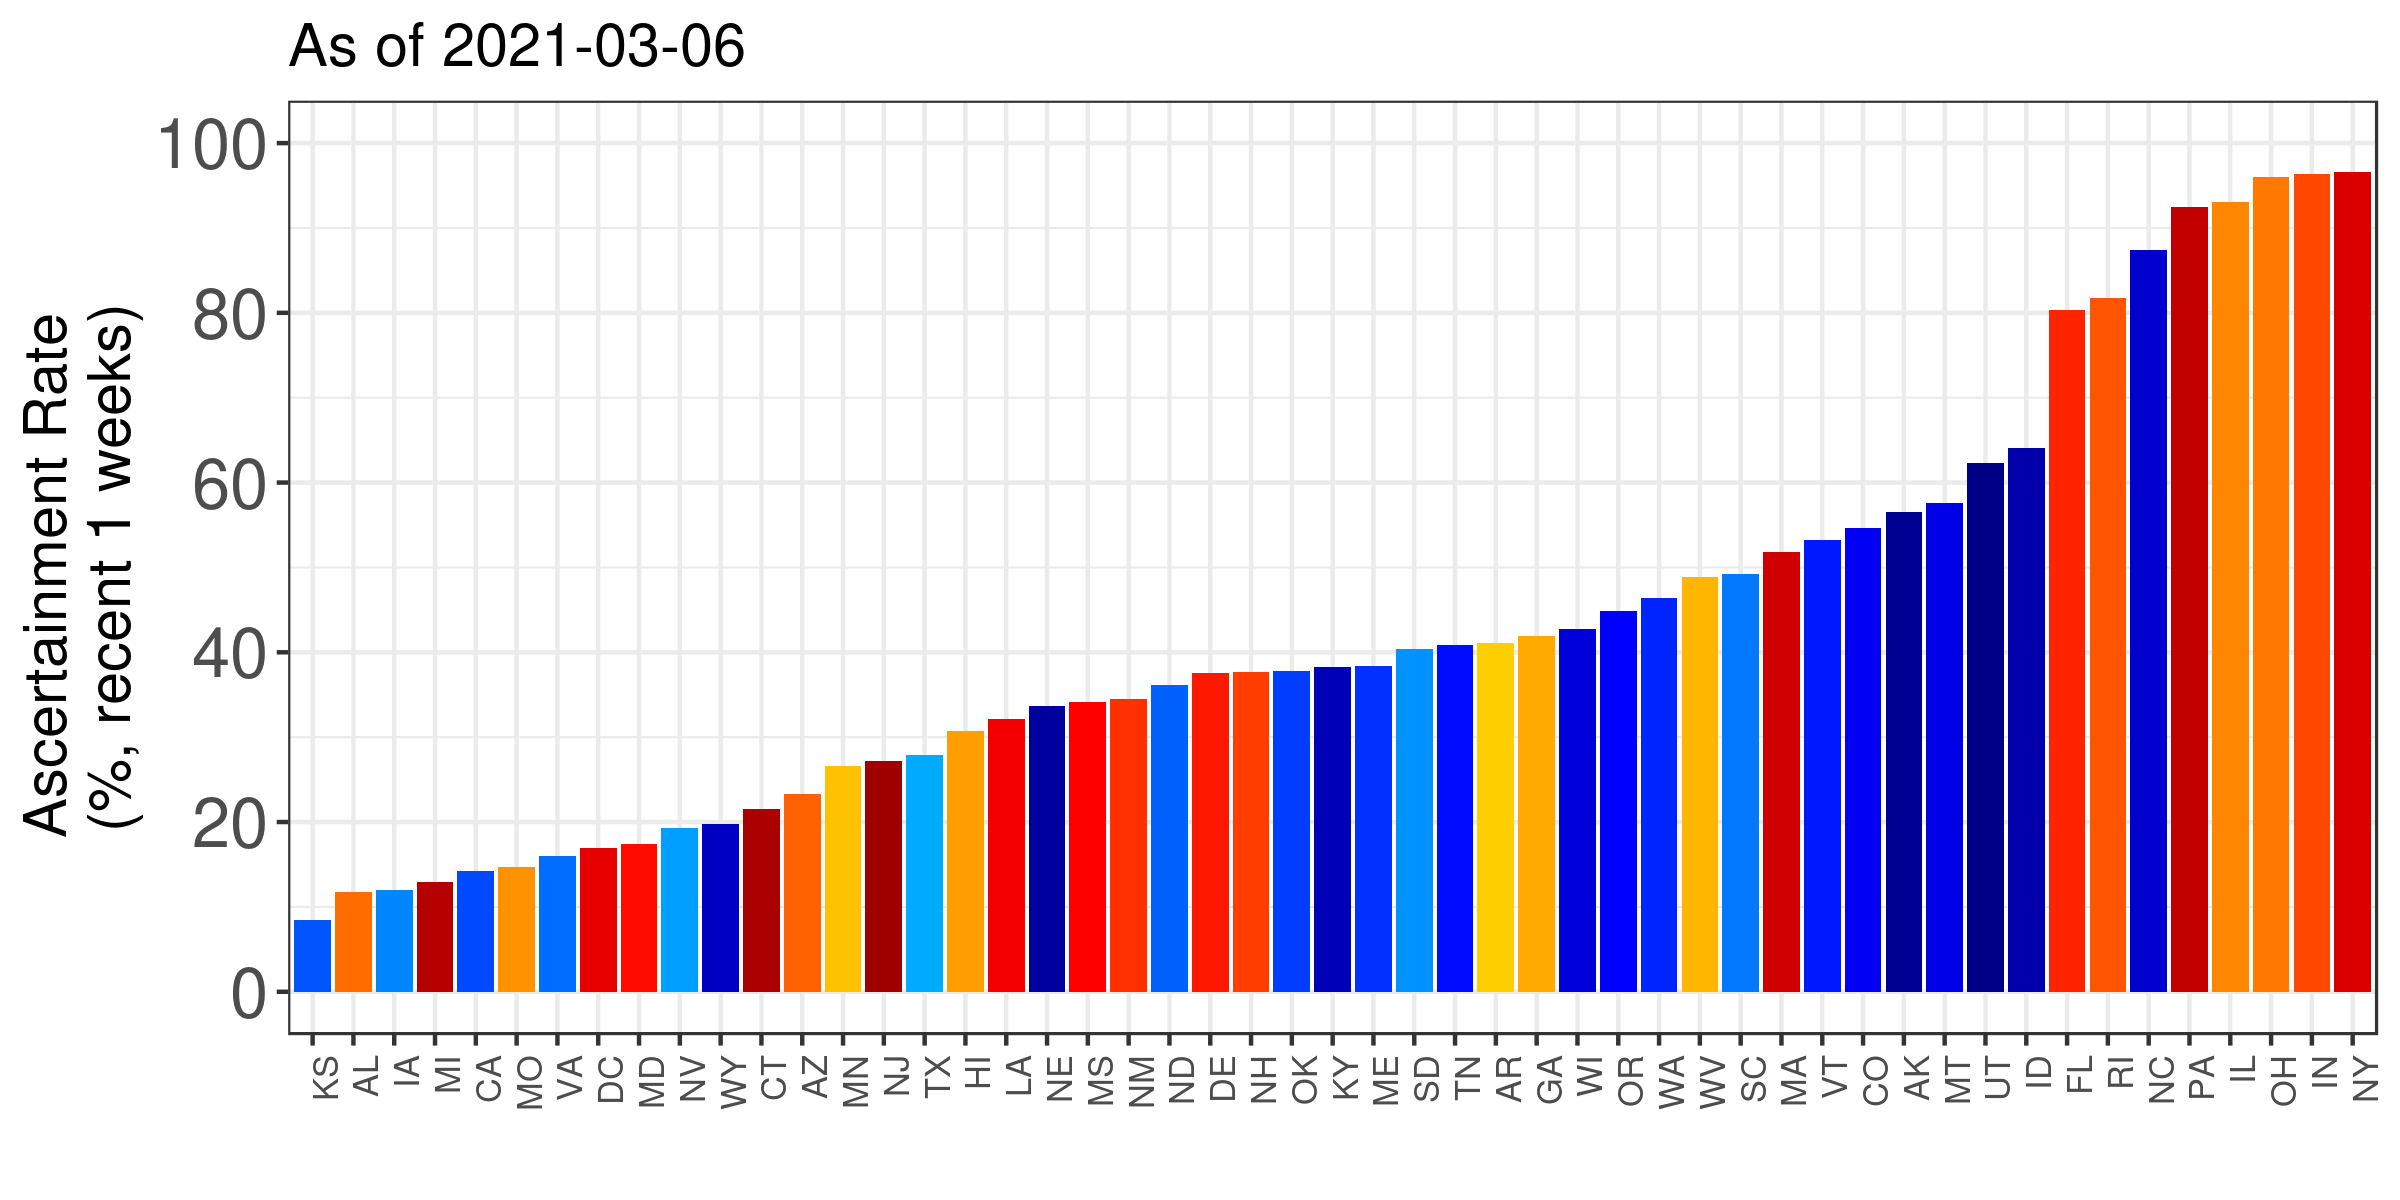 As of 2021-03-06
Ascertainment Rate
(%, recent 1 weeks)
100
80
60
40
20
0
KS
AL
IA
MI
CA
MO
VA
DC
MD
NV
WY
CT
AZ
MN
NJ
TX
HI
LA
NE
MS
NM
ND
DE
NH
OK
KY
ME
SD
TN
AR
GA
WI
OR
WA
WV
SC
MA
VT
CO
AK
MT
UT
ID
FL
RI
NC
PA
IL
OH
IN
NY